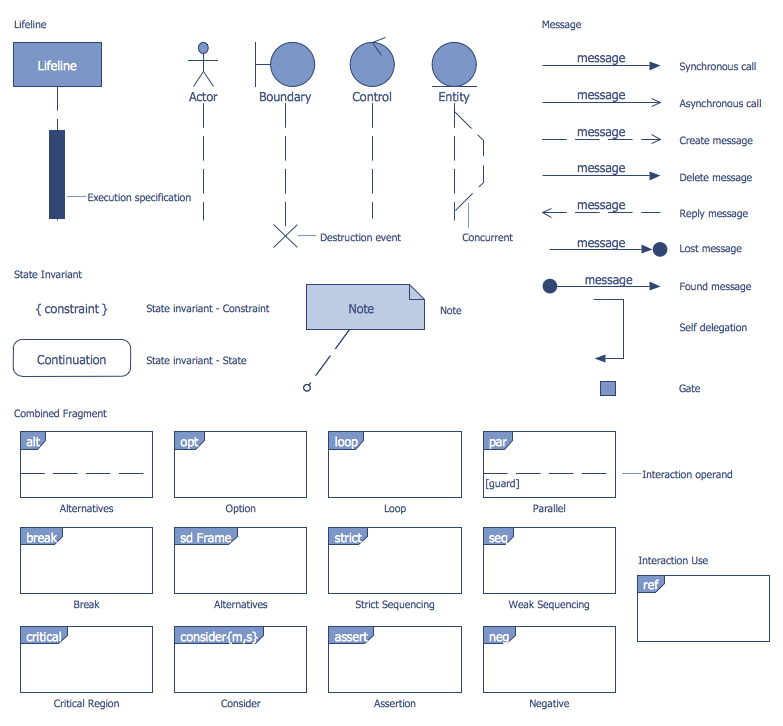 Lifeline
Message
Lifeline
Actor
Boundary
Control
Entity
Execution specification
Destruction event
Concurrent
message
Synchronous call
message
Asynchronous call
message
Create message
message
Delete message
message
Reply message
message
Lost message
message
Found message
Self delegation
Gate
State Invariant
{ constraint }
State invariant - Constraint
Note
Note
Continuation
State invariant - State
Combined Fragment
alt
Alternatives
opt
Option
loop
Loop
par
[guard]
Parallel
Interaction operand
break
Break
sd Frame
Alternatives
strict
Strict Sequencing
seq
Weak Sequencing
Interaction Use
ref
critical
Critical Region
consider{m,s}
Consider
assert
Assertion
neg
Negative